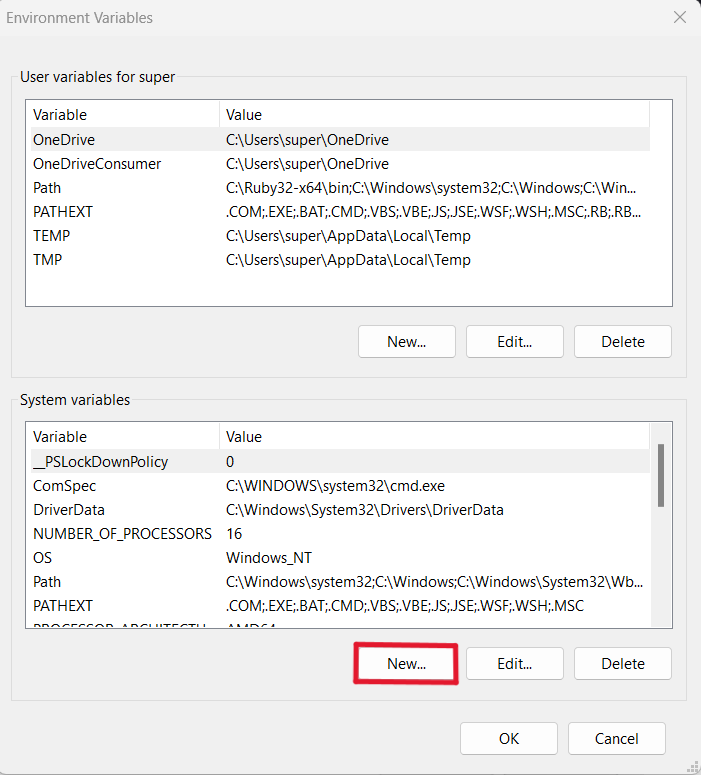 Environment Variables
User variables for super
Variable Value
OneDrive C:\Users\super\OneDrive
OneDriveConsumer C:\Users\super\OneDrive
Path C:\Ruby32-x64\bin;C:\Windows\system32;C:\Windows;C:\Win...
PATHEXT .COM;.EXE;.BAT;.CMD;.VBS;.VBE;.JS;.JSE;.WSF;.WSH;.MSC;.RB;.RB...
TEMP C:\Users\super\AppData\Local\Temp
TMP C:\Users\super\AppData\Local\Temp
New... Edit... Delete
System variables
Variable Value
__PSLockDownPolicy 0
ComSpec C:\WINDOWS\system32\cmd.exe
DriverData C:\Windows\System32\Drivers\DriverData
NUMBER_OF_PROCESSORS 16
OS Windows_NT
Path C:\Windows\system32;C:\Windows;C:\Windows\System32\Wb...
PATHEXT .COM;.EXE;.BAT;.CMD;.VBS;.VBE;.JS;.JSE;.WSF;.WSH;.MSC
PROCESSOR_ARCHITECTU AMD64
New... Edit... Delete
OK Cancel